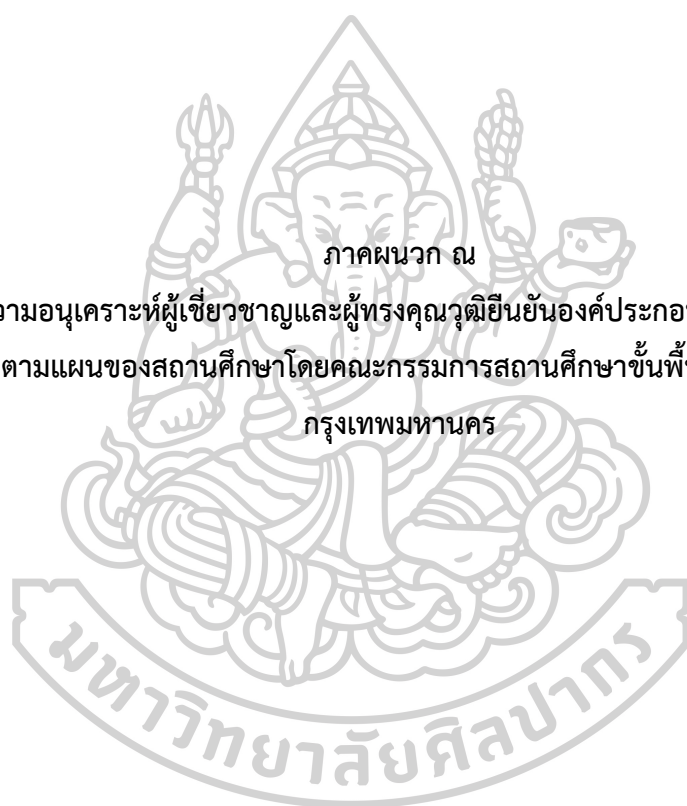 ภาคผนวก ณ
วามอนุเคราะห์ผู้เชี่ยวชาญและผู้ทรงคุณวุฒิยืนยันองค์ประกอบ
ตามแผนของสถานศึกษาโดยคณะกรรมการสถานศึกษาขั้นพื้
กรุงเทพมหานคร
มหาวิทยาลัยศิลปากร